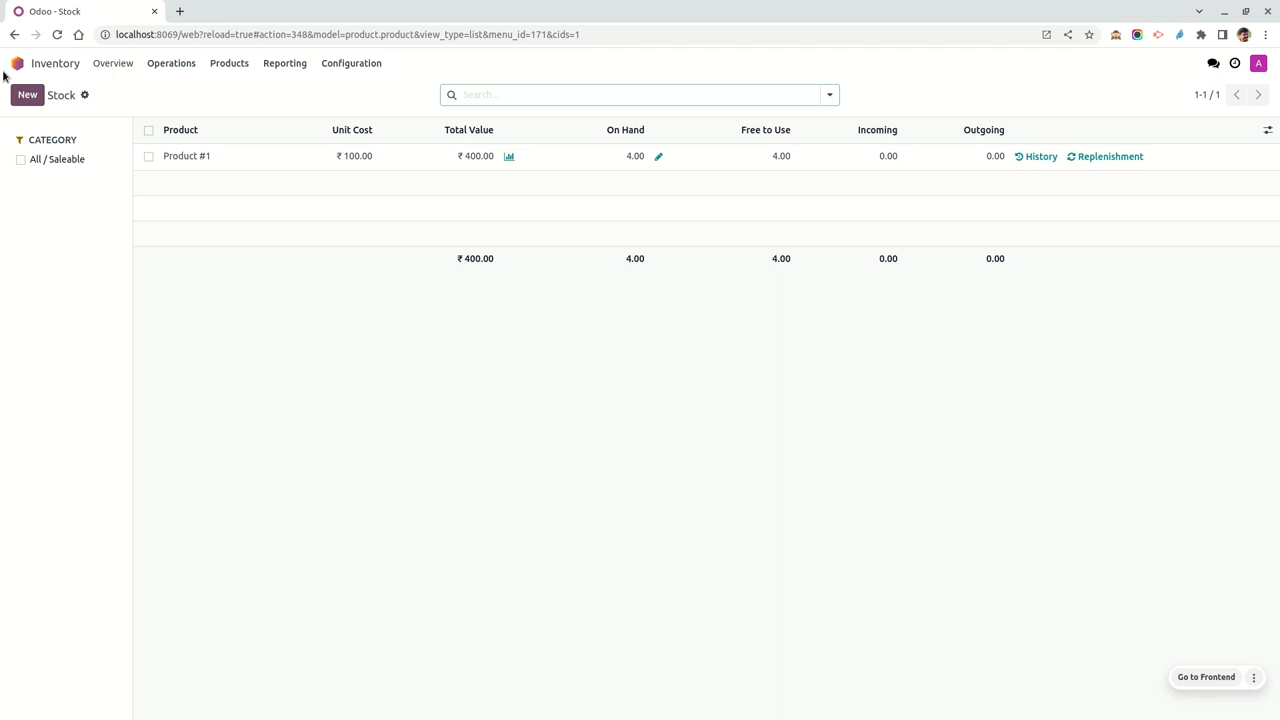 Odoo - Stock
localhost:8069/web?reload=true#action=348&model=product.product&view_type=list&menu_id=171&cids=1
Inventory Overview Operations Products Reporting Configuration A
New Stock Search... 1-1 / 1
CATEGORY
All / Saleable
Product Unit Cost Total Value On Hand Free to Use Incoming Outgoing
Product #1 ₹ 100.00 ₹ 400.00 4.00 4.00 0.00 0.00 History Replenishment
₹ 400.00 4.00 4.00 0.00 0.00
Go to Frontend